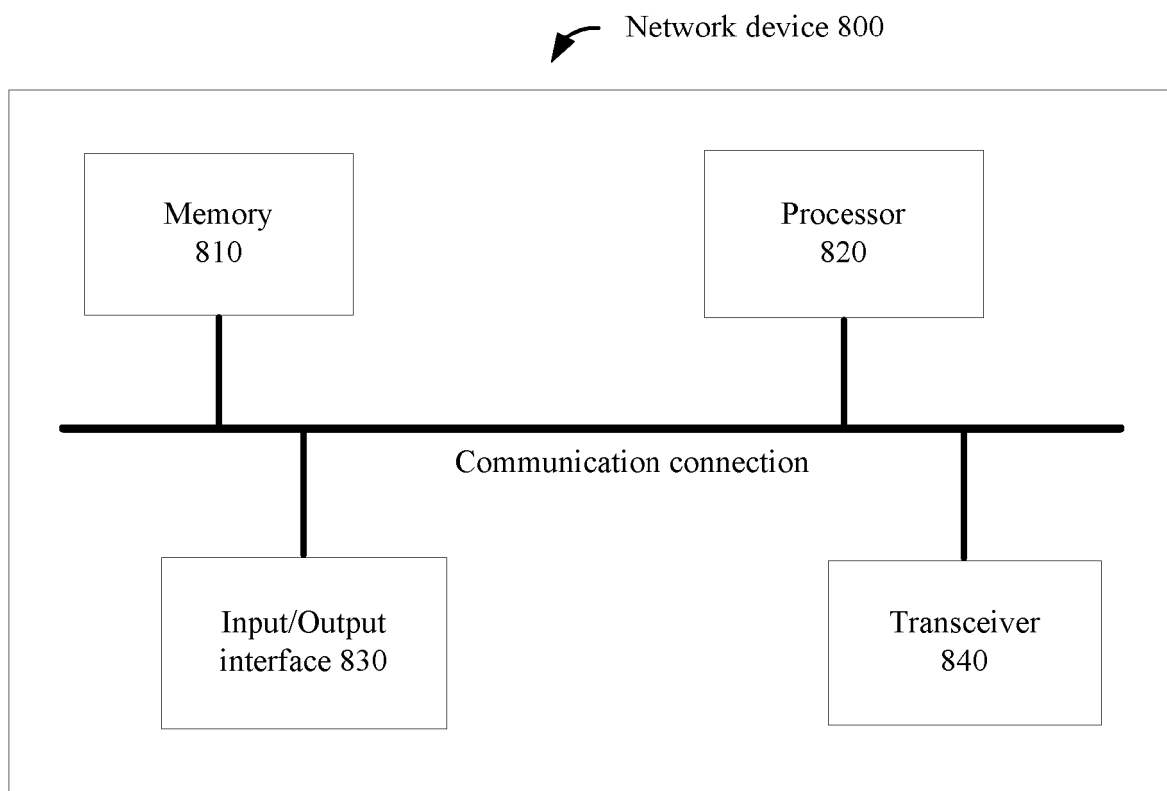 Network device 800
Memory
810
Processor
820
Communication connection
Input/Output
interface 830
Transceiver
840